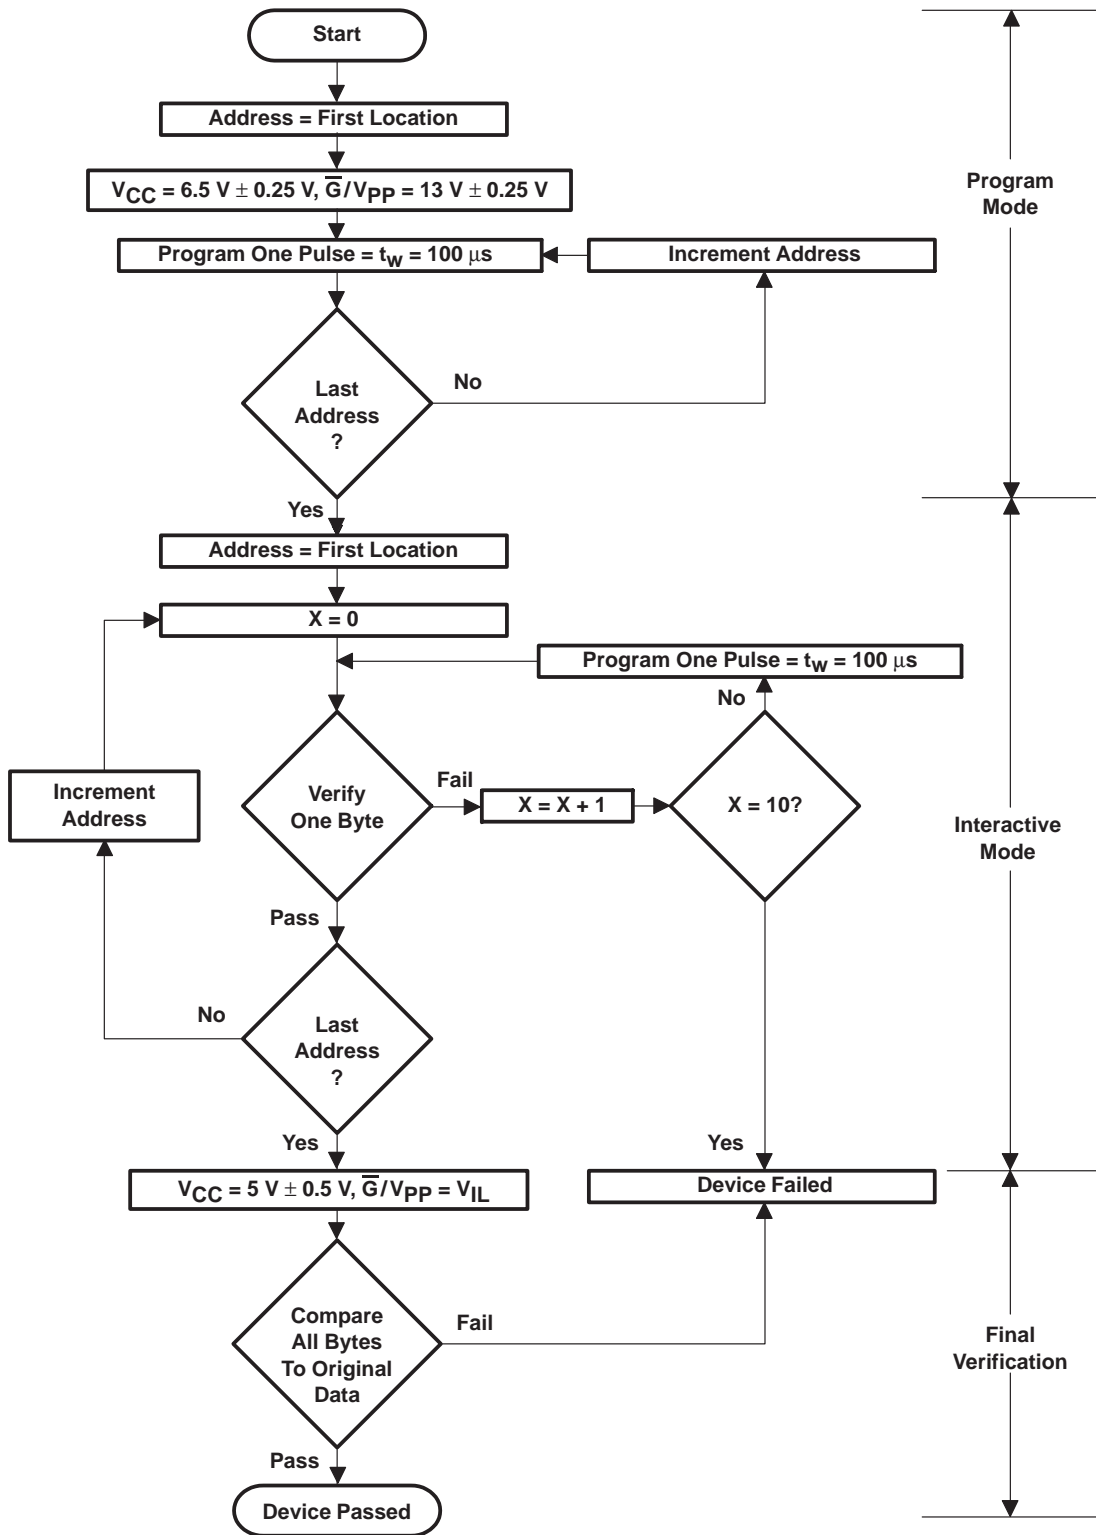 Start
Address = First Location
VCC = 6.5 V ± 0.25 V, G̅/VPP = 13 V ± 0.25 V
Program
Mode
Program One Pulse = tw = 100 μs
Increment Address
Last
Address
?
No
Yes
Address = First Location
X = 0
Program One Pulse = tw = 100 μs
No
Increment
Address
Verify
One Byte
Fail
X = X + 1
X = 10?
Interactive
Mode
Pass
No
Last
Address
?
Yes
Yes
VCC = 5 V ± 0.5 V, G̅/VPP = VIL
Device Failed
Compare
All Bytes
To Original
Data
Fail
Final
Verification
Pass
Device Passed